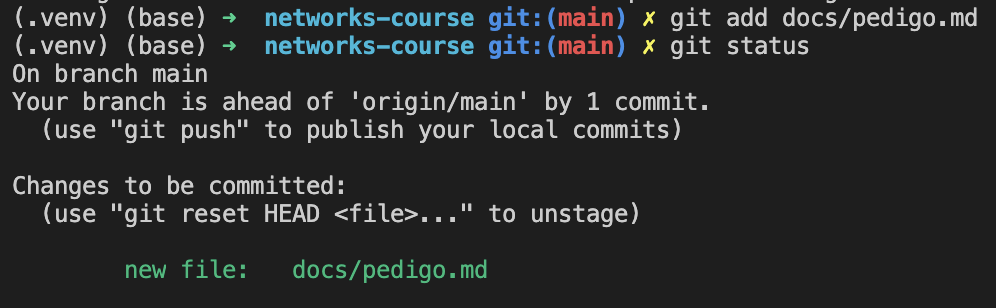 (.venv) (base) ➜  networks-course git:(main) ✗ git add docs/pedigo.md
(.venv) (base) ➜  networks-course git:(main) ✗ git status
On branch main
Your branch is ahead of 'origin/main' by 1 commit.
  (use "git push" to publish your local commits)

Changes to be committed:
  (use "git reset HEAD <file>..." to unstage)

        new file:   docs/pedigo.md